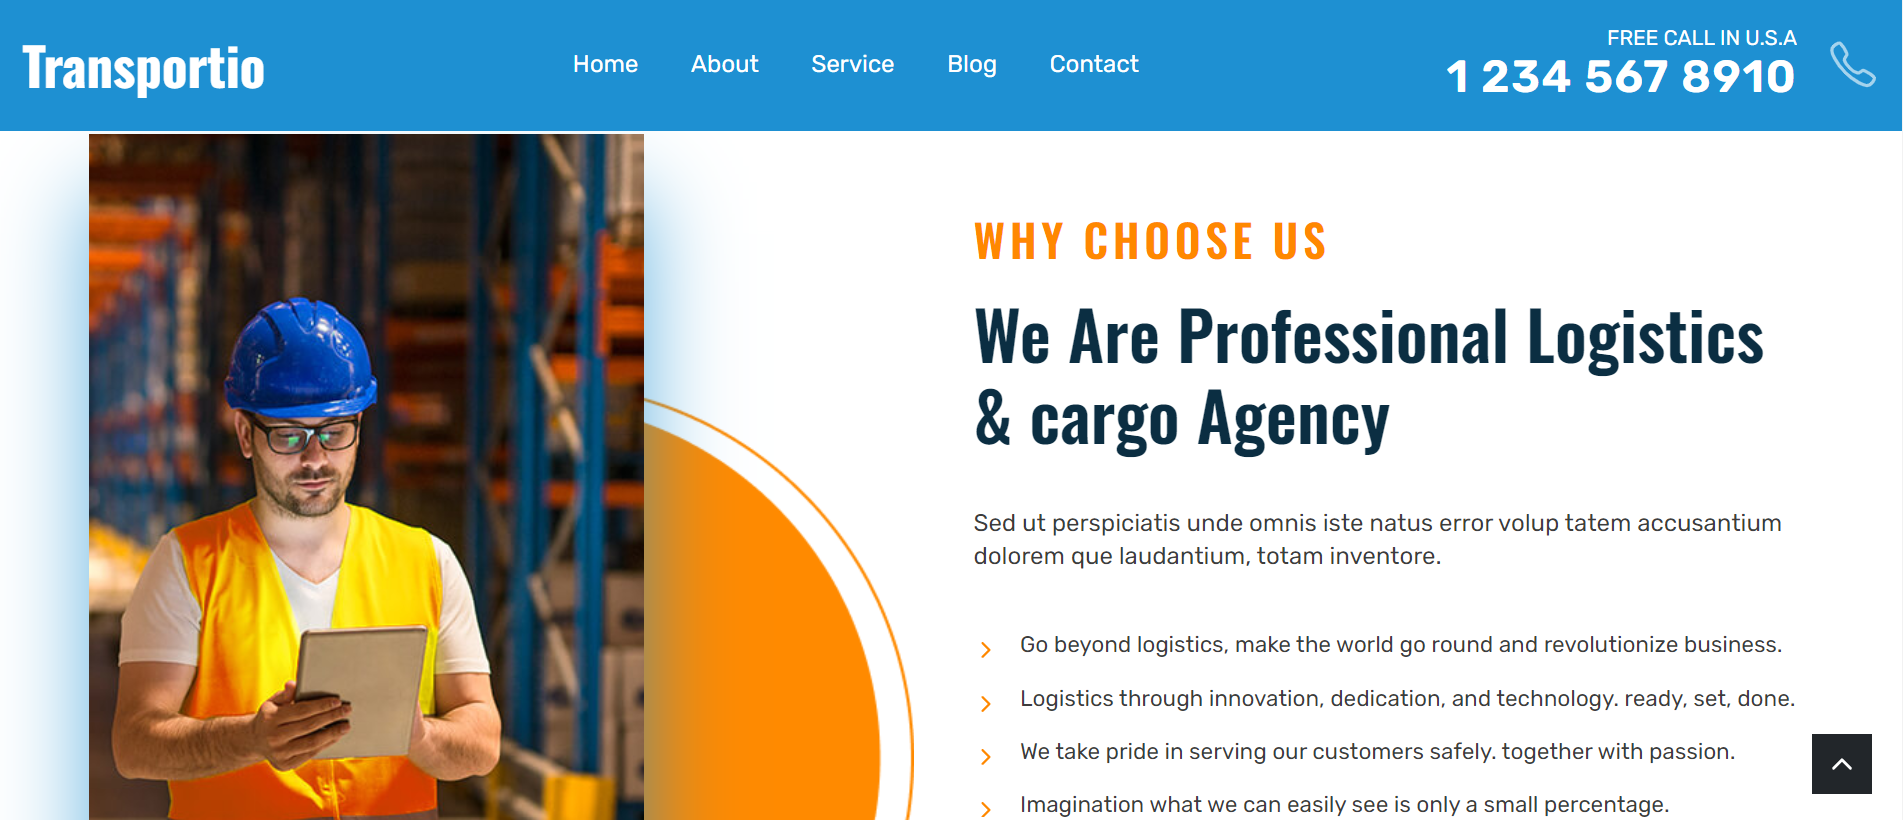 Transportio
Home About Service Blog Contact
FREE CALL IN U.S.A
1 234 567 8910
WHY CHOOSE US
We Are Professional Logistics
& cargo Agency
Sed ut perspiciatis unde omnis iste natus error volup tatem accusantium
dolorem que laudantium, totam inventore.
Go beyond logistics, make the world go round and revolutionize business.
Logistics through innovation, dedication, and technology. ready, set, done.
We take pride in serving our customers safely. together with passion.
Imagination what we can easily see is only a small percentage.